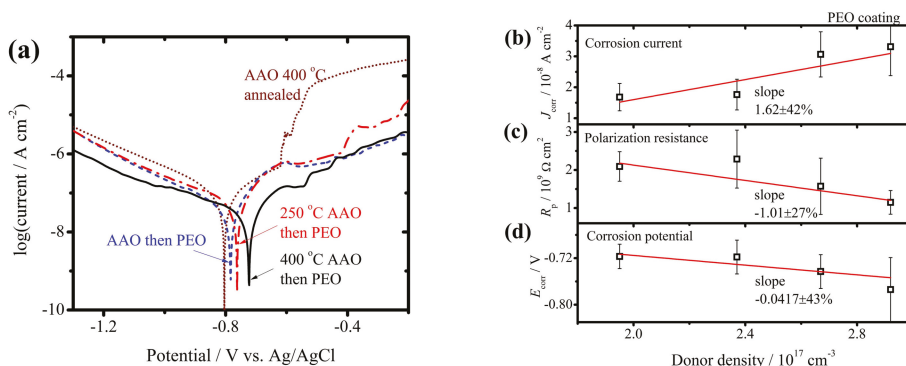 (a)
log(current / A cm⁻²)
-4
-6
-8
-10
-1.2
-0.8
-0.4
Potential / V vs. Ag/AgCl
AAO 400 °C
annealed
AAO then PEO
250 °C AAO
then PEO
400 °C AAO
then PEO
PEO coating
(b)
Corrosion current
J_corr / 10⁻⁸ A cm⁻²
4
3
2
1
slope
1.62±42%
(c)
Polarization resistance
R_P / 10⁹ Ω cm²
3
2
1
slope
-1.01±27%
(d)
Corrosion potential
E_corr / V
-0.72
-0.80
slope
-0.0417±43%
2.0
2.4
2.8
Donor density / 10¹⁷ cm⁻³